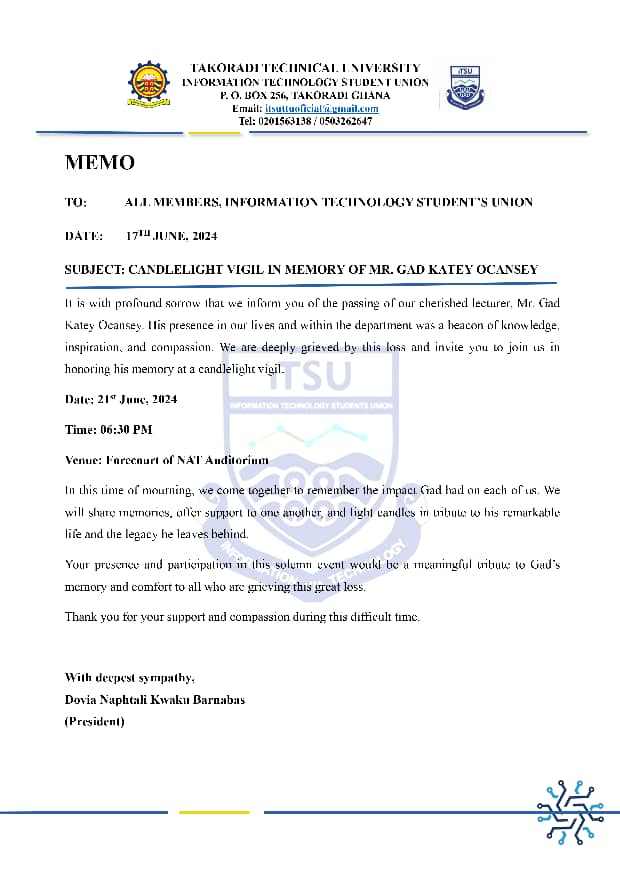 TAKORADI TECHNICAL UNIVERSITY
INFORMATION TECHNOLOGY STUDENT UNION
P. O. BOX 256, TAKORADI GHANA
Email: itsuttuoficial@gmail.com
Tel: 0201563138 / 0503262647
iTSU
MEMO
TO: ALL MEMBERS, INFORMATION TECHNOLOGY STUDENT'S UNION
DATE: 17TH JUNE, 2024
SUBJECT: CANDLELIGHT VIGIL IN MEMORY OF MR. GAD KATEY OCANSEY
It is with profound sorrow that we inform you of the passing of our cherished lecturer, Mr. Gad
Katey Ocansey. His presence in our lives and within the department was a beacon of knowledge,
inspiration, and compassion. We are deeply grieved by this loss and invite you to join us in
honoring his memory at a candlelight vigil.
iTSU
INFORMATION TECHNOLOGY STUDENTS UNION
Date: 21st June, 2024
Time: 06:30 PM
Venue: Forecourt of NAT Auditorium
In this time of mourning, we come together to remember the impact Gad had on each of us. We
will share memories, offer support to one another, and light candles in tribute to his remarkable
life and the legacy he leaves behind.
INFORMATION TECHNOLOGY
Your presence and participation in this solemn event would be a meaningful tribute to Gad's
memory and comfort to all who are grieving this great loss.
Thank you for your support and compassion during this difficult time.
With deepest sympathy,
Dovia Naphtali Kwaku Barnabas
(President)